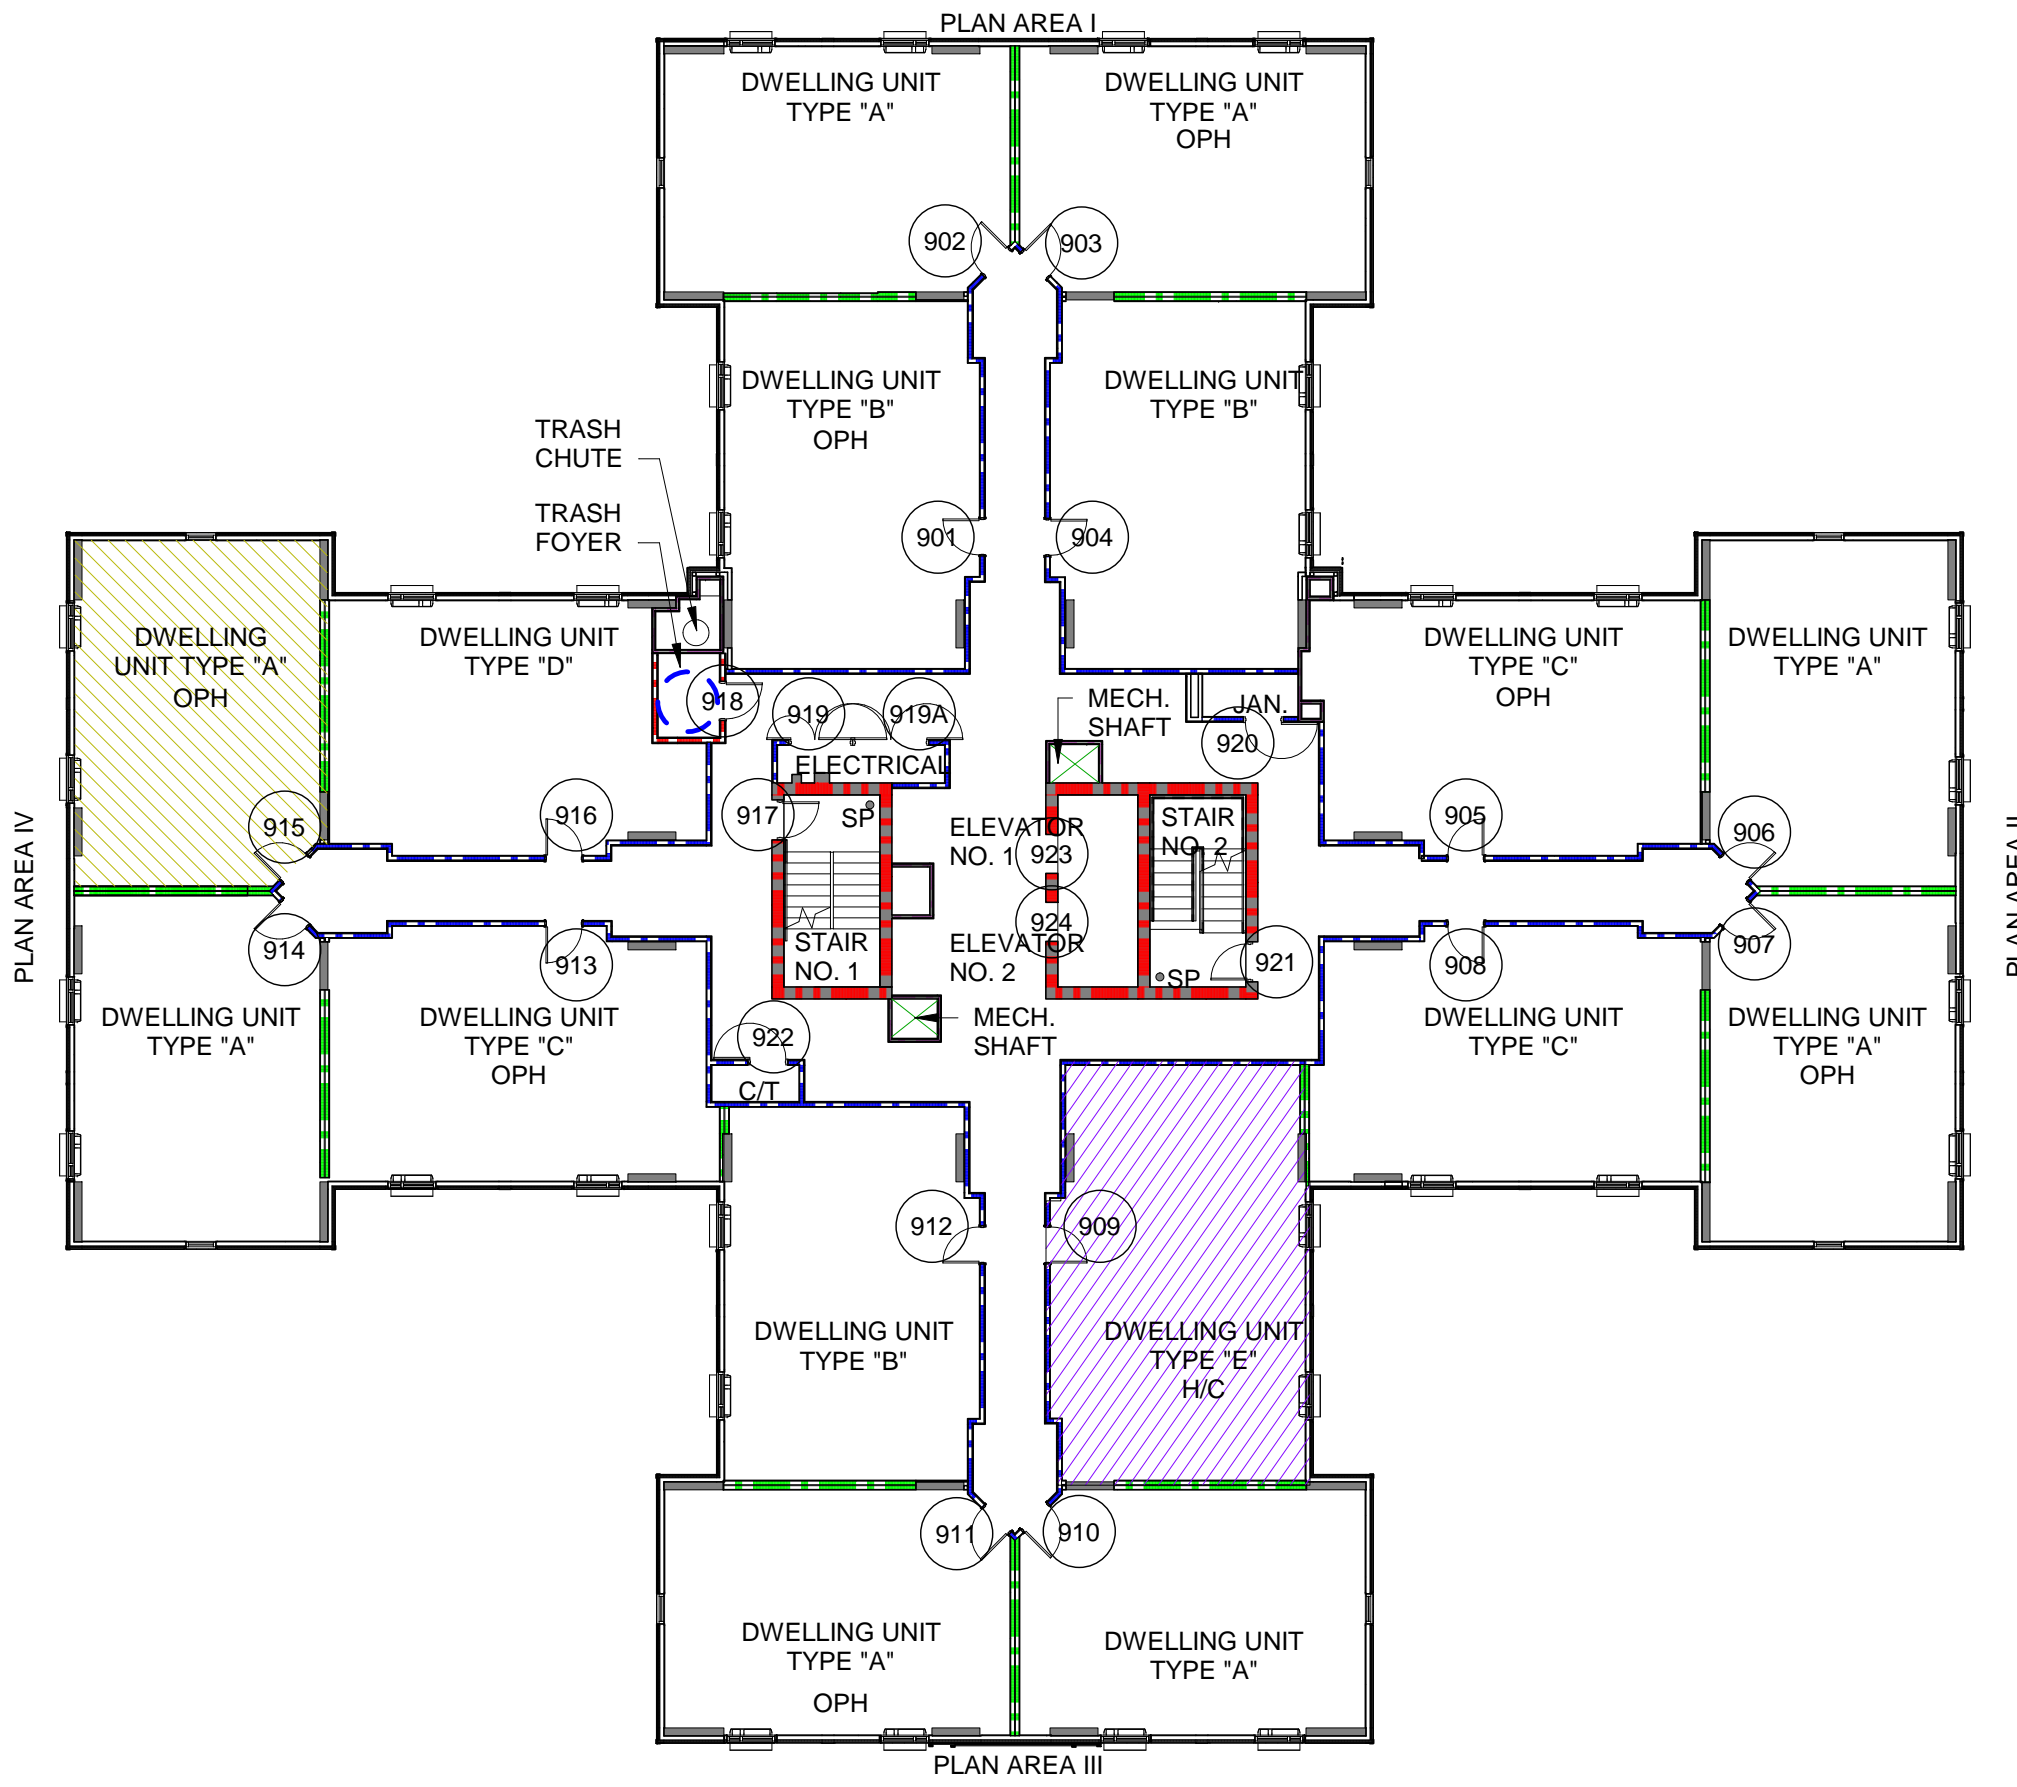 PLAN AREA I
DWELLING UNIT
TYPE "A"
DWELLING UNIT
TYPE "A"
OPH
902
903
DWELLING UNIT
TYPE "B"
OPH
DWELLING UNIT
TYPE "B"
TRASH
CHUTE
TRASH
FOYER
901
904
DWELLING
UNIT TYPE "A"
OPH
DWELLING UNIT
TYPE "D"
DWELLING UNIT
TYPE "C"
OPH
DWELLING UNIT
TYPE "A"
918
919
919A
MECH.
SHAFT
JAN.
920
ELECTRICAL
917
SP
ELEVATOR
NO. 1
923
STAIR
NO. 2
915
916
905
906
PLAN AREA IV
PLAN AREA II
924
ELEVATOR
NO. 2
STAIR
NO. 1
SP
921
914
913
908
907
DWELLING UNIT
TYPE "A"
DWELLING UNIT
TYPE "C"
OPH
922
C/T
MECH.
SHAFT
DWELLING UNIT
TYPE "C"
DWELLING UNIT
TYPE "A"
OPH
912
909
DWELLING UNIT
TYPE "B"
DWELLING UNIT
TYPE "E"
H/C
911
910
DWELLING UNIT
TYPE "A"
OPH
DWELLING UNIT
TYPE "A"
PLAN AREA III